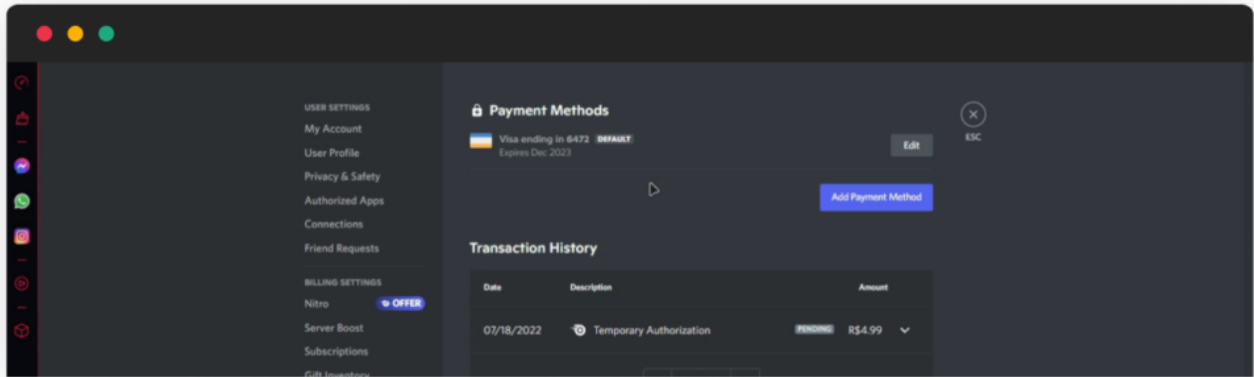 USER SETTINGS
My Account
User Profile
Privacy & Safety
Authorized Apps
Connections
Friend Requests
BILLING SETTINGS
Nitro OFFER
Server Boost
Subscriptions
Gift Inventory
Payment Methods
Visa ending in 6472 DEFAULT
Expires Dec 2023
Edit
ESC
Add Payment Method
Transaction History
Date Description Amount
07/18/2022 Temporary Authorization PENDING R$4.99